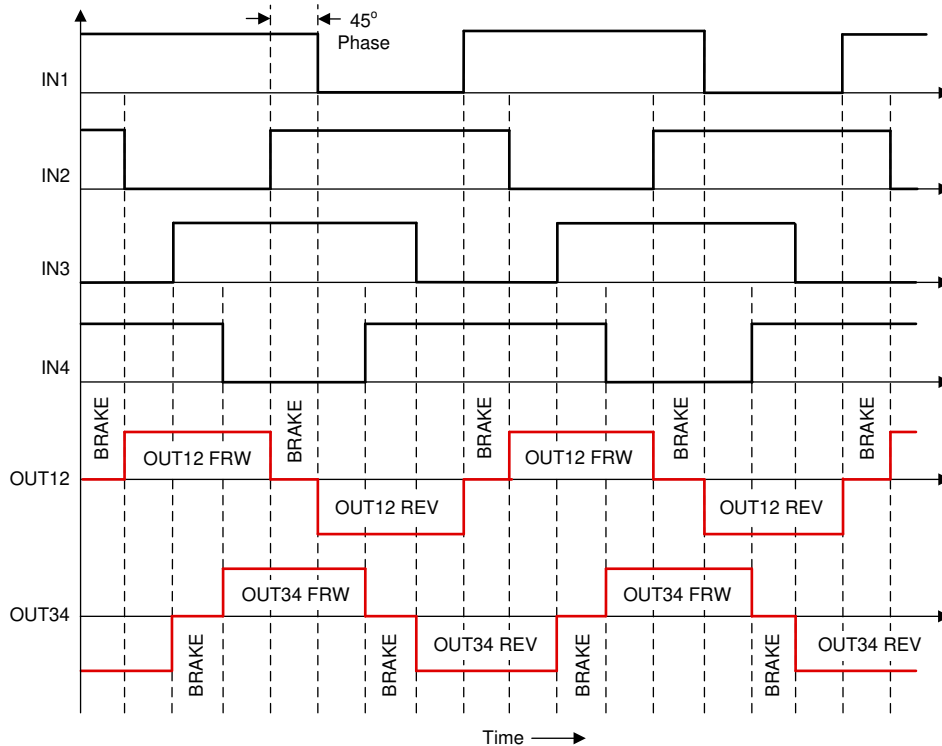 45°
Phase
IN1
IN2
IN3
IN4
BRAKE
BRAKE
BRAKE
BRAKE
BRAKE
OUT12 FRW
OUT12 FRW
OUT12
OUT12 REV
OUT12 REV
OUT34 FRW
OUT34 FRW
OUT34
OUT34 REV
OUT34 REV
BRAKE
BRAKE
BRAKE
BRAKE
Time